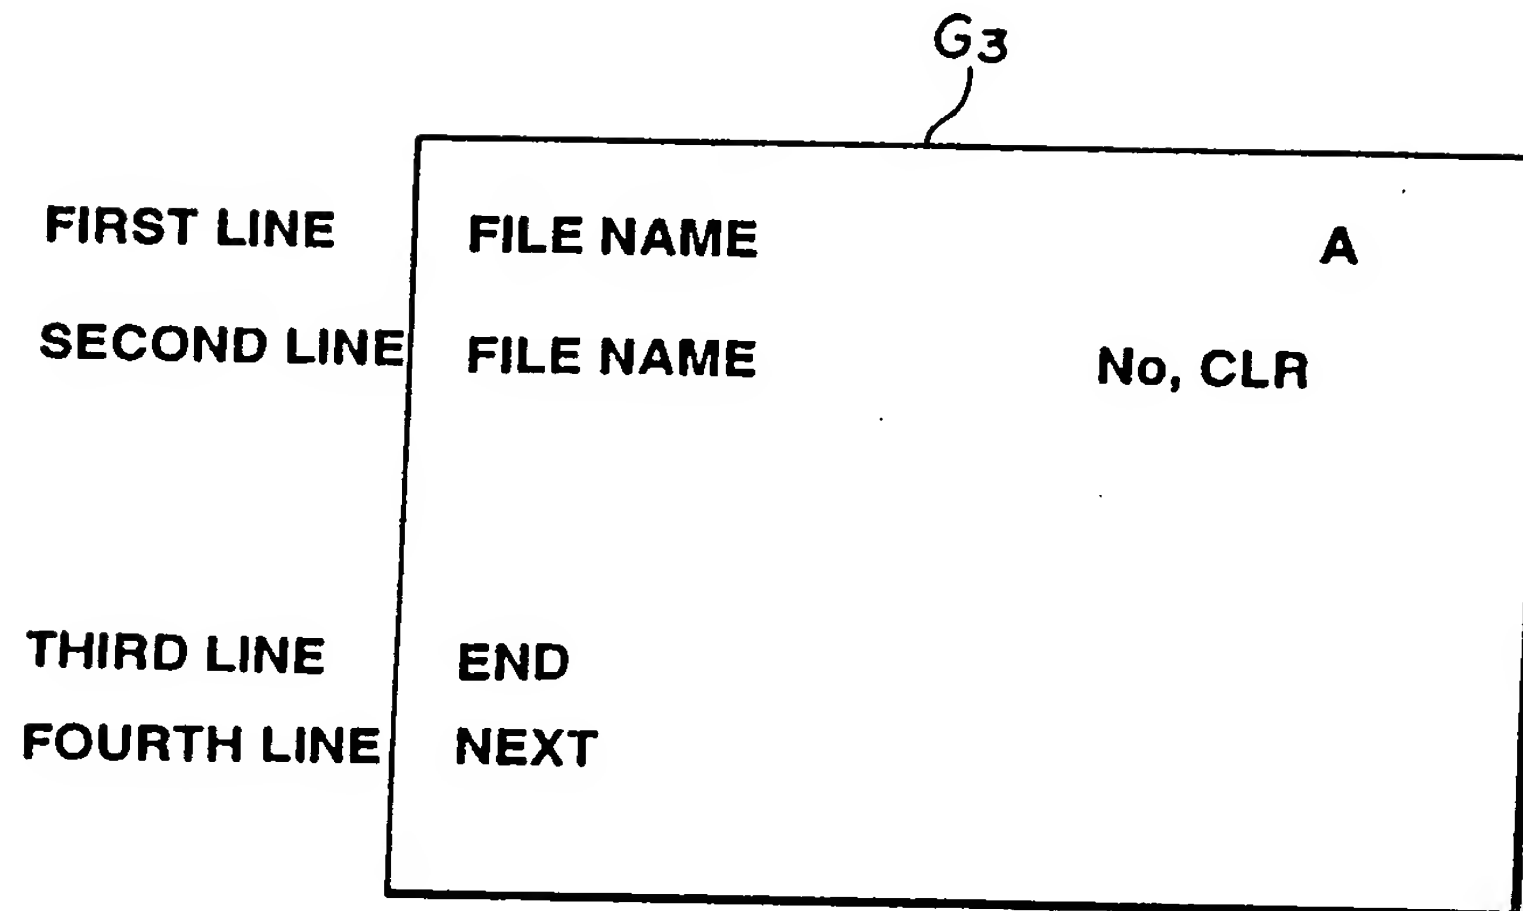 G3
FIRST LINE FILE NAME A
SECOND LINE FILE NAME No, CLR
THIRD LINE END
FOURTH LINE NEXT